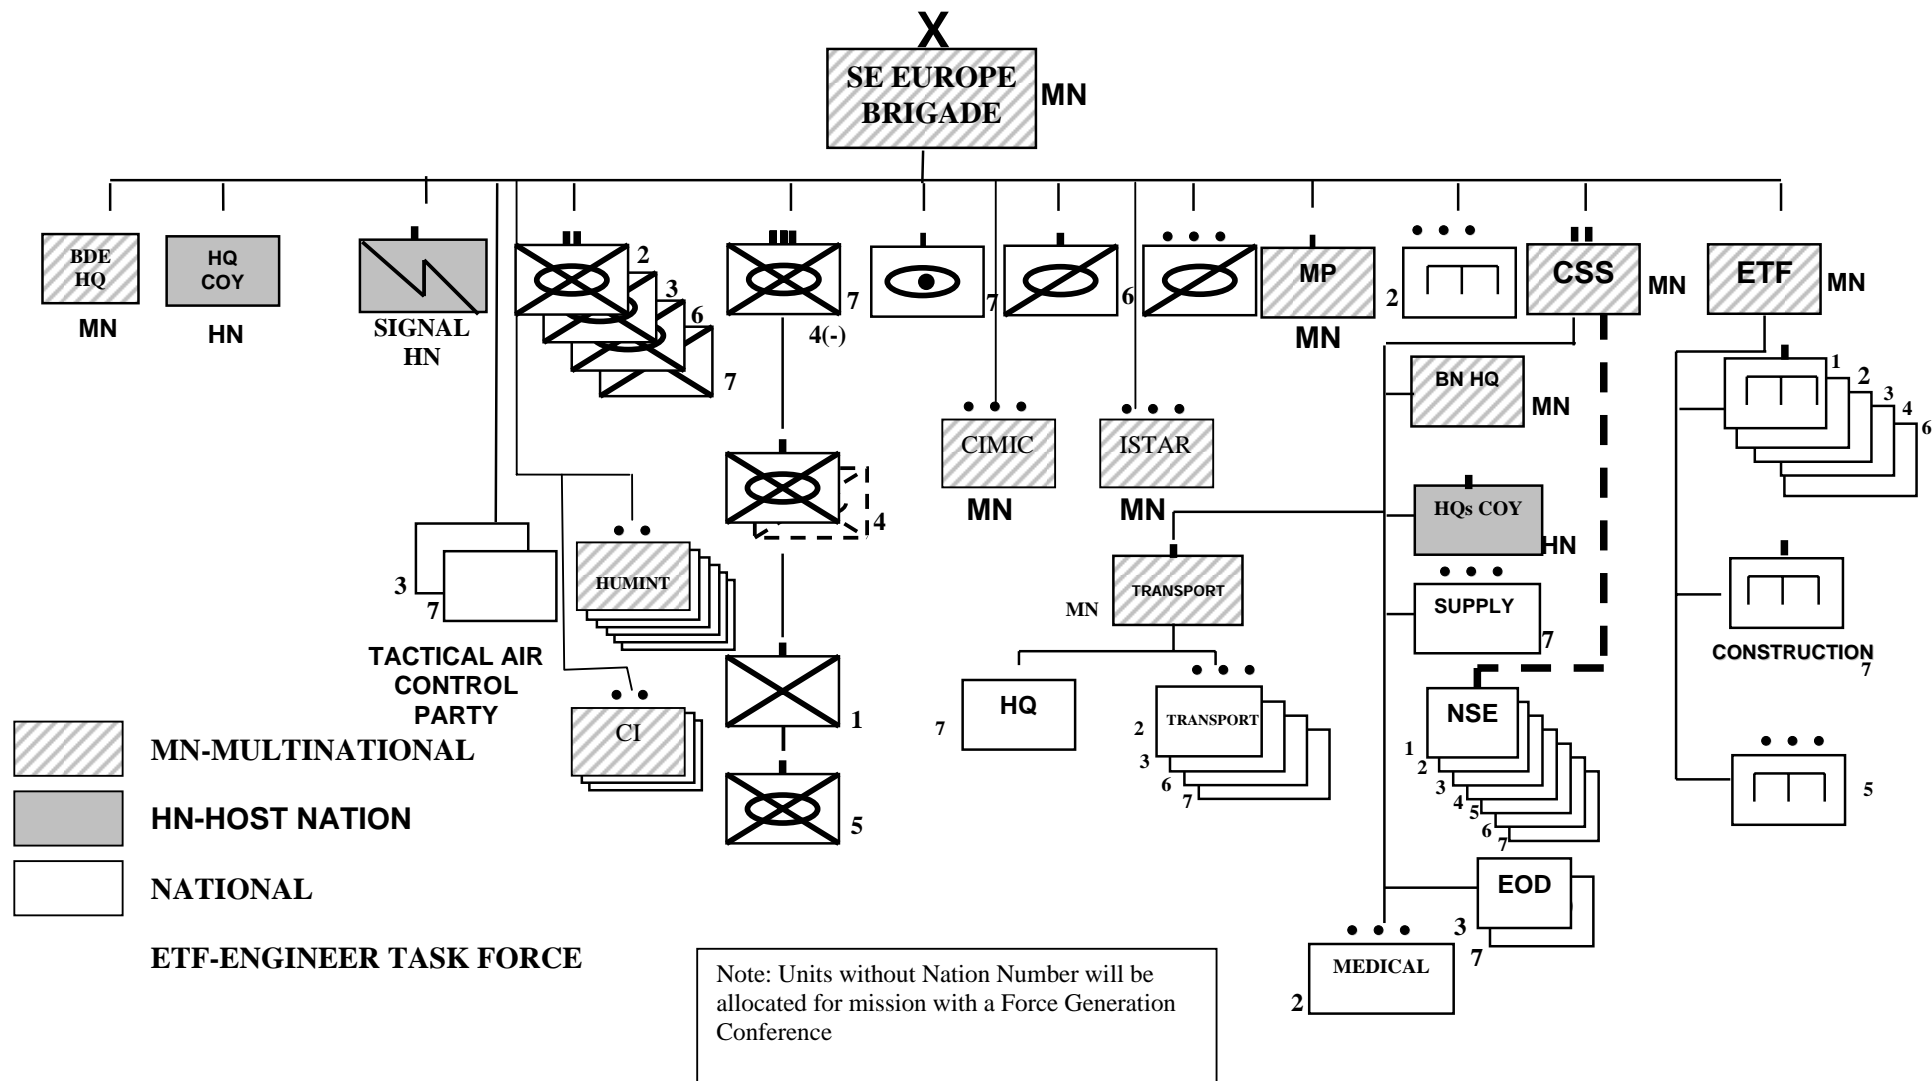 X
SE EUROPE
BRIGADE
MN
BDE
HQ
MN
HQ
COY
HN
SIGNAL
HN
2
3
6
7
7
4(-)
7
6
MP
MN
2
CSS
MN
ETF
MN
BN HQ
MN
1
2
3
4
6
CIMIC
MN
ISTAR
MN
4
HQs COY
HN
3
7
TACTICAL AIR
CONTROL
PARTY
HUMINT
TRANSPORT
MN
SUPPLY
7
CONSTRUCTION
7
1
CI
HQ
7
TRANSPORT
2
3
6
7
NSE
1
2
3
4
5
6
7
5
5
EOD
3
7
MEDICAL
2
MN-MULTINATIONAL
HN-HOST NATION
NATIONAL
ETF-ENGINEER TASK FORCE
Note: Units without Nation Number will be
allocated for mission with a Force Generation
Conference